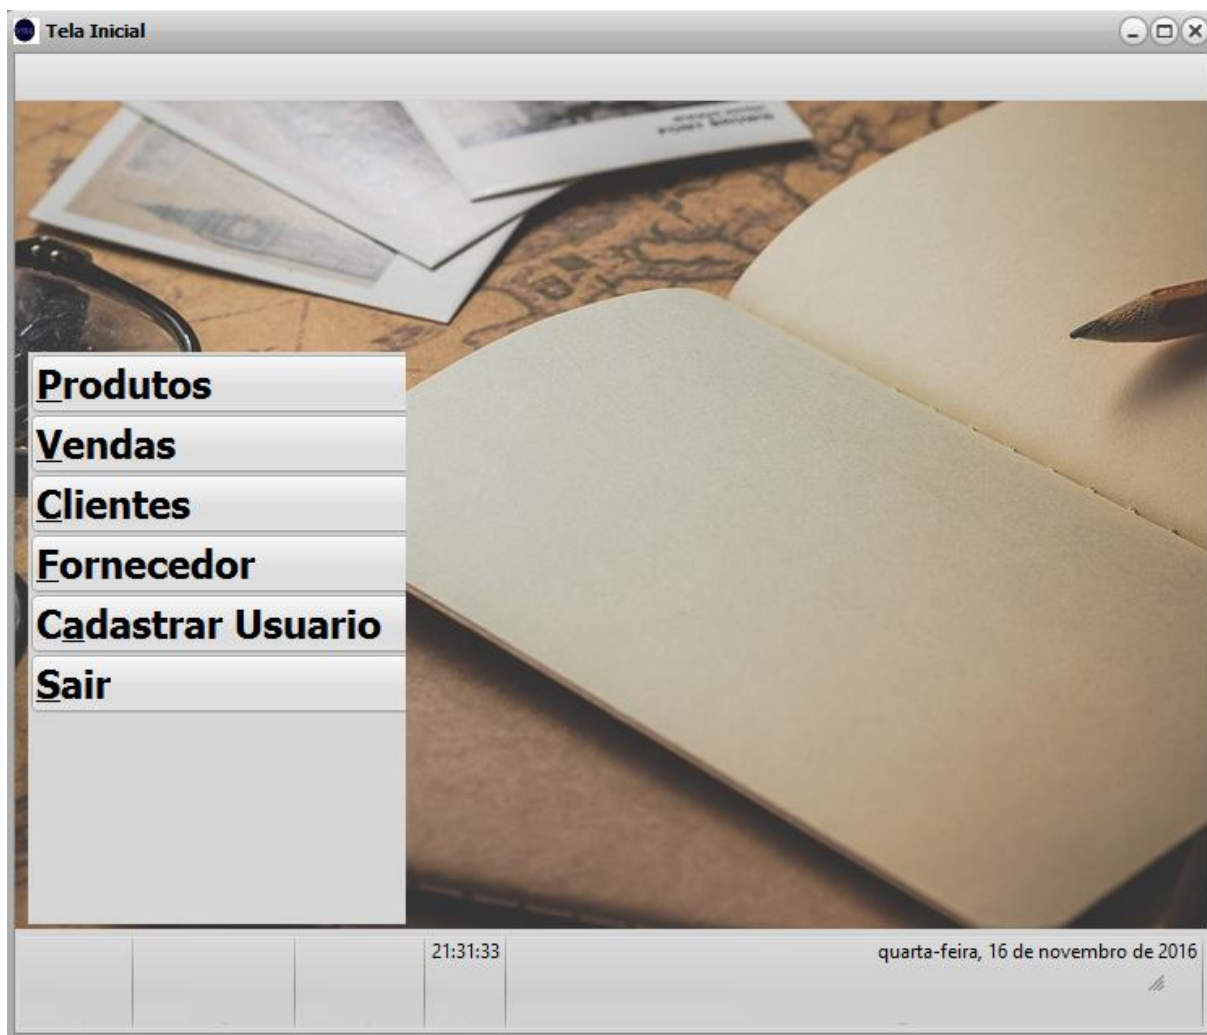 Tela Inicial
Produtos
Vendas
Clientes
Fornecedor
Cadastrar Usuario
Sair
21:31:33
quarta-feira, 16 de novembro de 2016